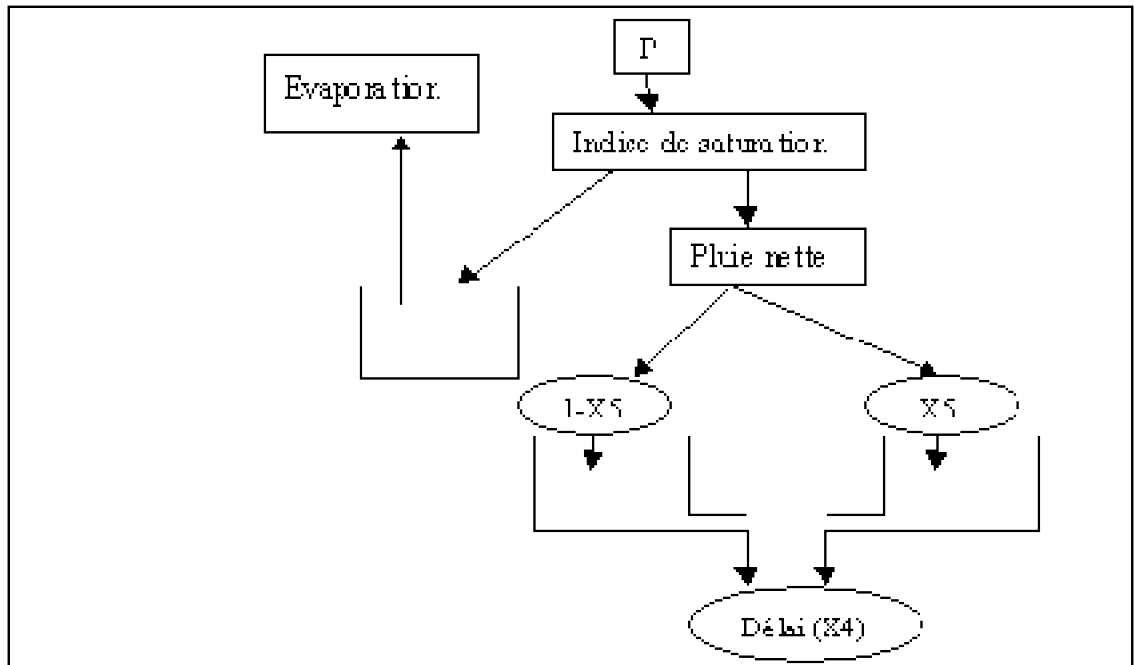 P
Evaporation
Indice de saturation
Pluie nette
1-X5
X5
Délai (X4)